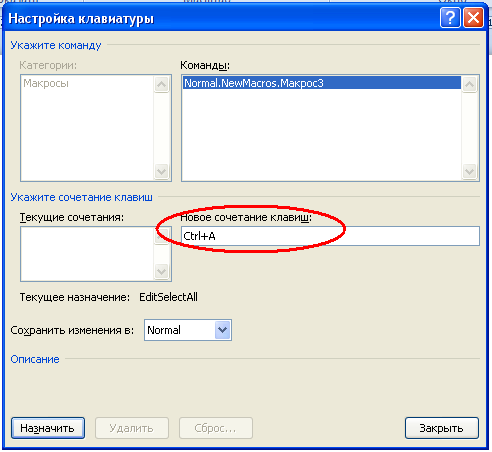 Настройка клавиатуры
Укажите команду
Категории: Команды:
Макросы Normal.NewMacros.Макрос3
Укажите сочетание клавиш
Текущие сочетания: Новое сочетание клавиш:
Ctrl+A
Текущее назначение: EditSelectAll
Сохранить изменения в: Normal
Описание
Назначить Удалить Сброс... Закрыть